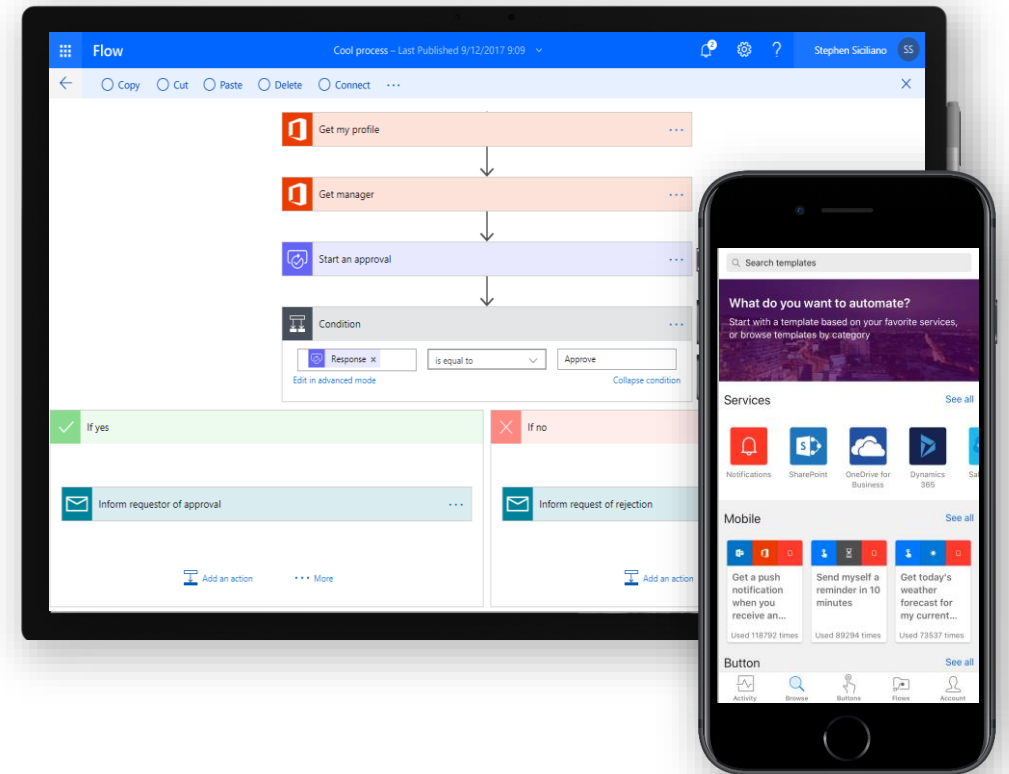 Flow
Cool process – Last Published 9/12/2017 9:09
2
Stephen Siciliano
SS
Copy
Cut
Paste
Delete
Connect
Get my profile
Get manager
Start an approval
Condition
Response ×
is equal to
Approve
Edit in advanced mode
Collapse condition
If yes
If no
Inform requestor of approval
Inform request of rejection
Add an action
More
Add an action
Search templates
What do you want to automate?
Start with a template based on your favorite services,
or browse templates by category
Services
See all
Notifications
SharePoint
OneDrive for
Business
Dynamics
365
Mobile
See all
Get a push
notification
when you
receive an...
Used 118792 times
Send myself a
reminder in 10
minutes
Used 89294 times
Get today's
weather
forecast for
my current...
Used 73537 times
Button
See all
Activity
Browse
Buttons
Flows
Account